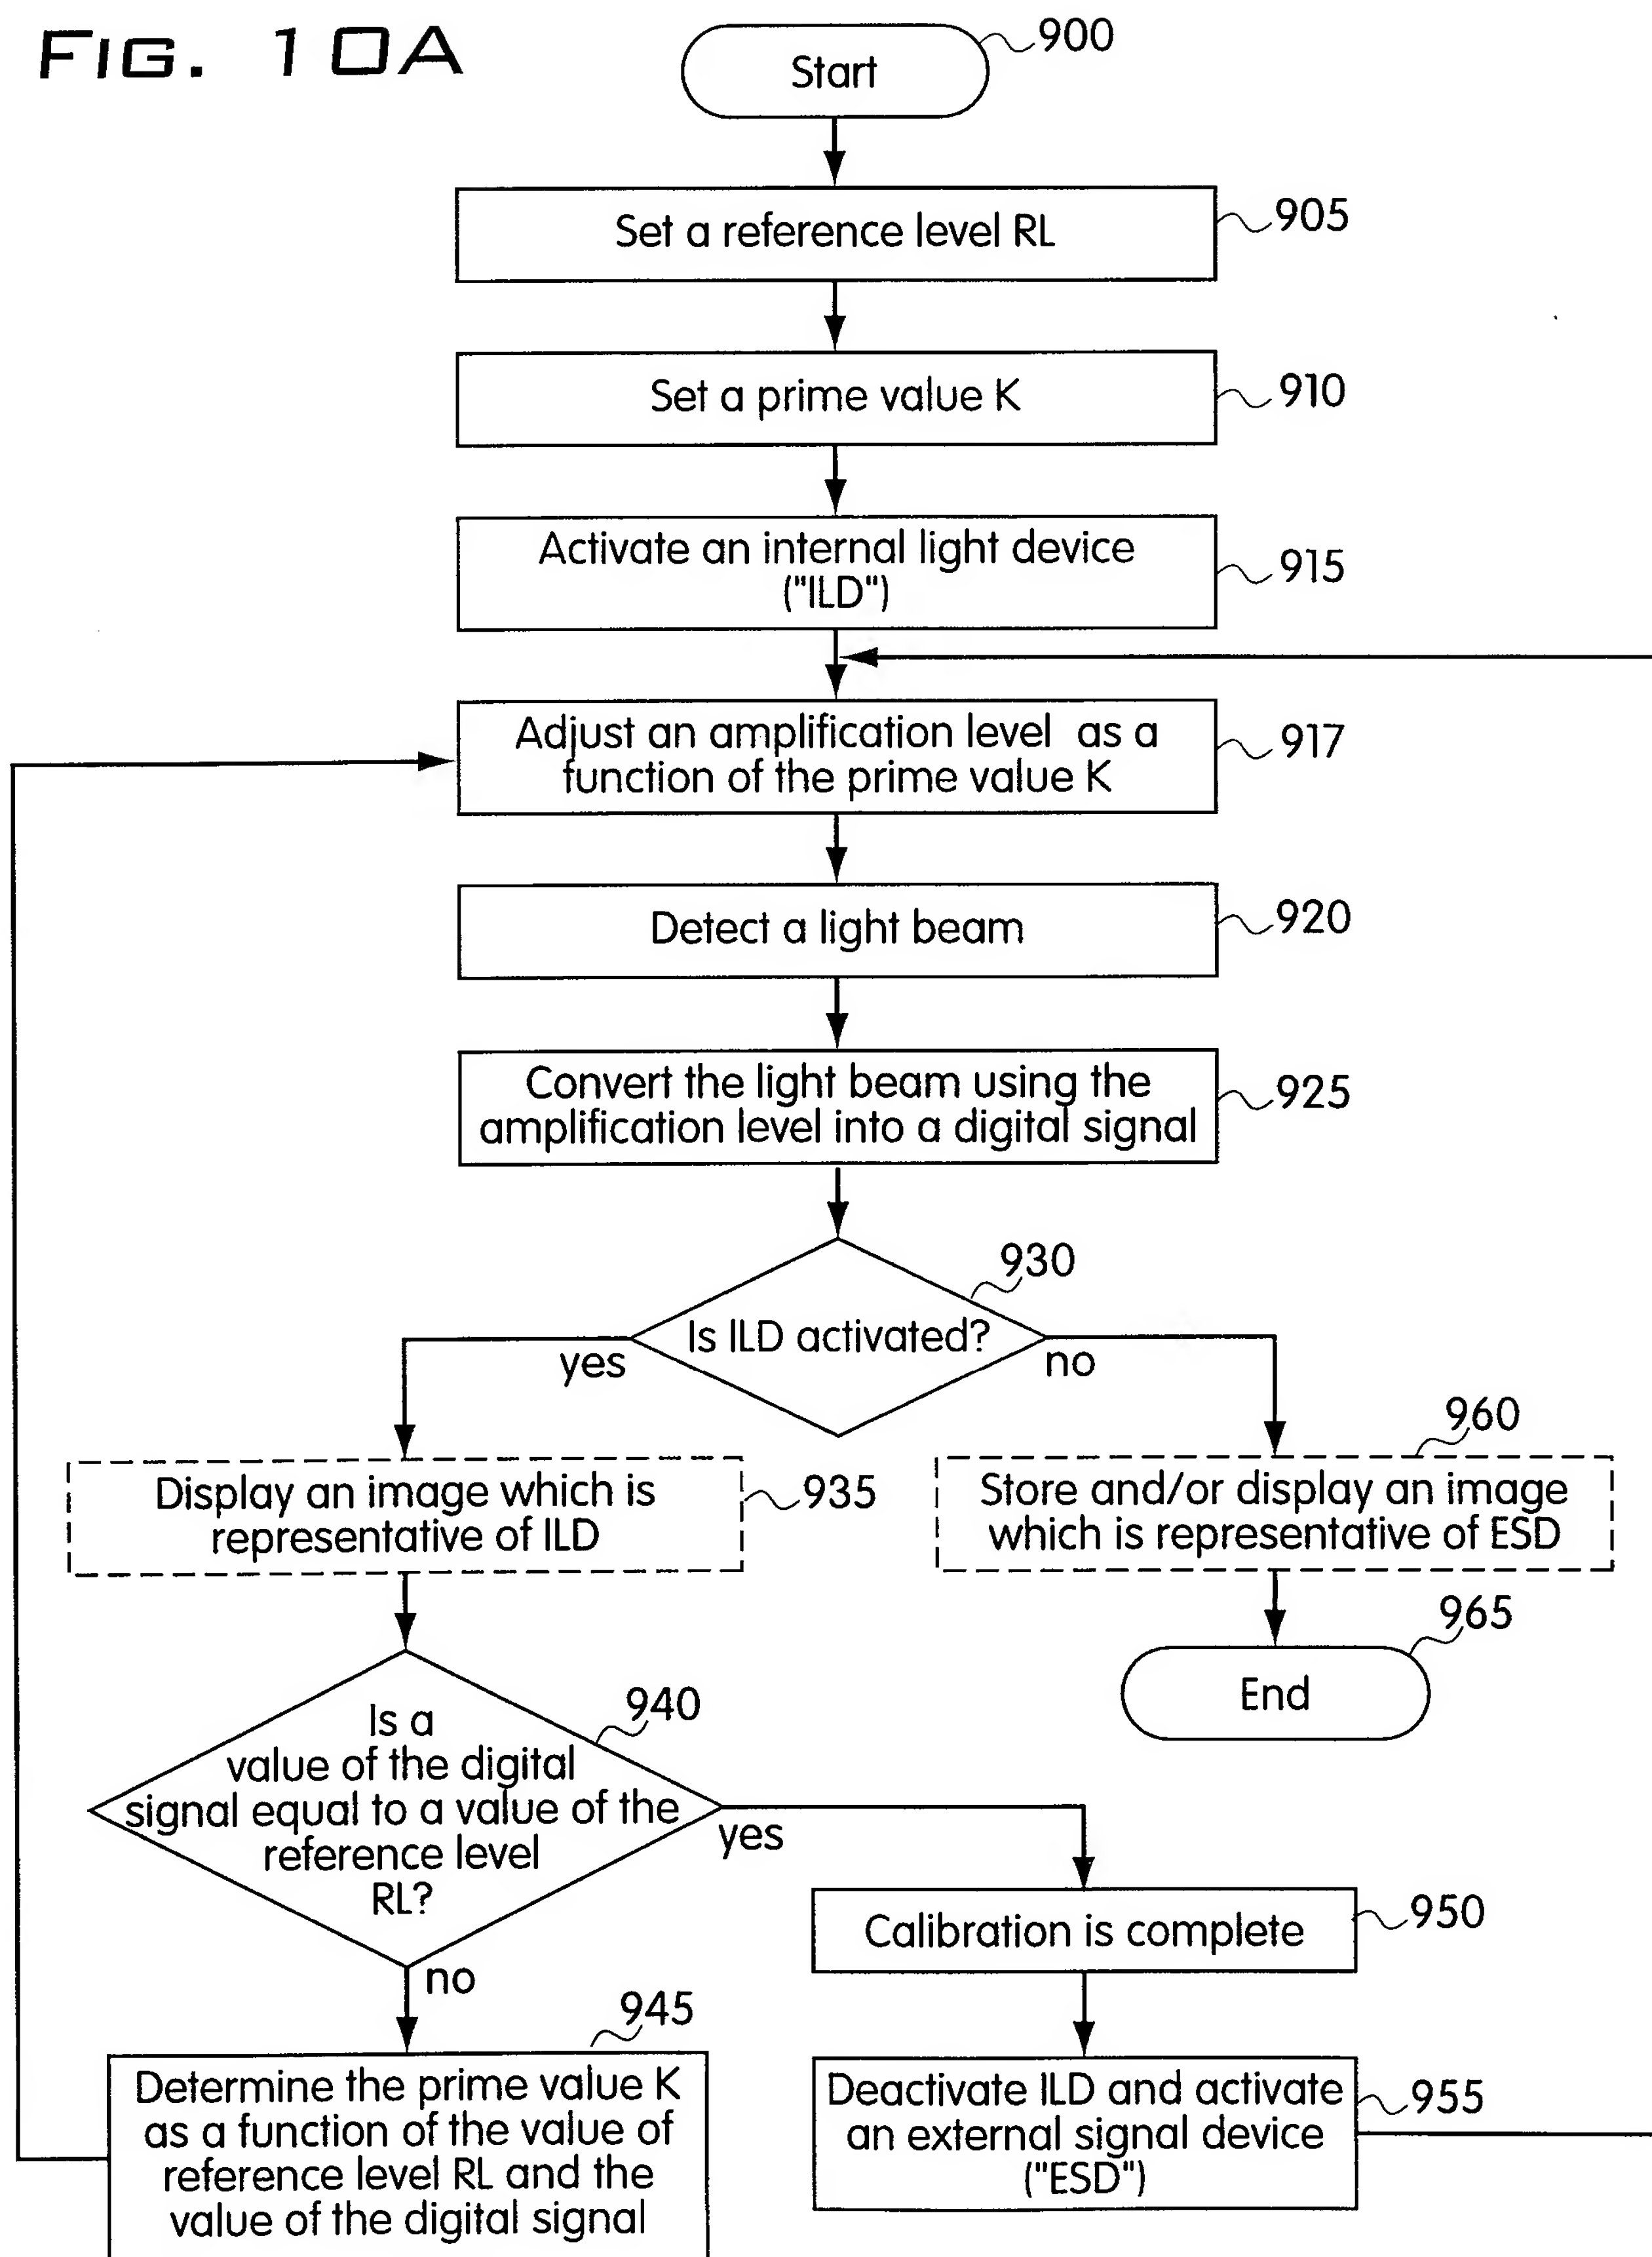 FIG. 10A
Start
900
Set a reference level RL
905
Set a prime value K
910
Activate an internal light device
("ILD")
915
Adjust an amplification level as a
function of the prime value K
917
Detect a light beam
920
Convert the light beam using the
amplification level into a digital signal
925
930
Is ILD activated?
yes
no
Display an image which is
representative of ILD
935
960
Store and/or display an image
which is representative of ESD
965
End
940
Is a
value of the digital
signal equal to a value of the
reference level
RL?
yes
no
950
Calibration is complete
945
Determine the prime value K
as a function of the value of
reference level RL and the
value of the digital signal
Deactivate ILD and activate
an external signal device
("ESD")
955